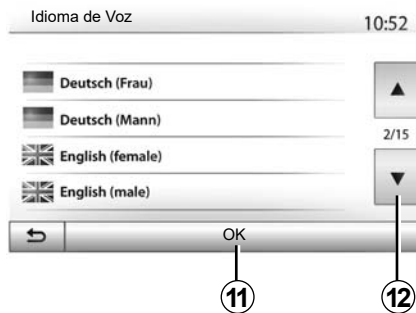 Idioma de Voz
10:52
Deutsch (Frau)
Deutsch (Mann)
2/15
English (female)
English (male)
OK
11
12